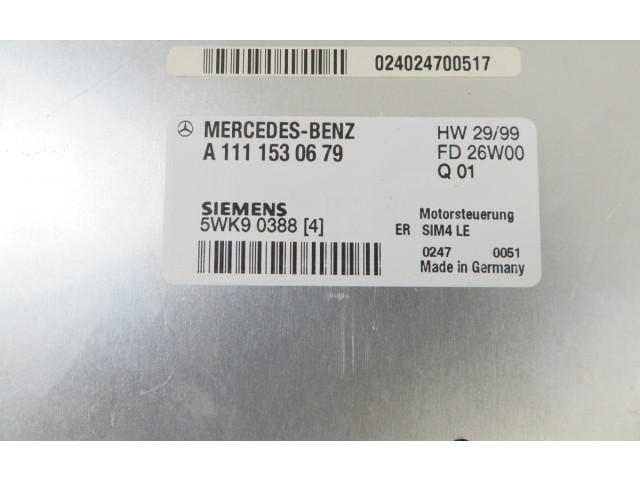 024024700517
MERCEDES-BENZ
A 111 153 06 79
HW 29/99
FD 26W00
Q 01
SIEMENS
5WK9 0388 [4]
Motorsteuerung
ER SIM4 LE
0247 0051
Made in Germany